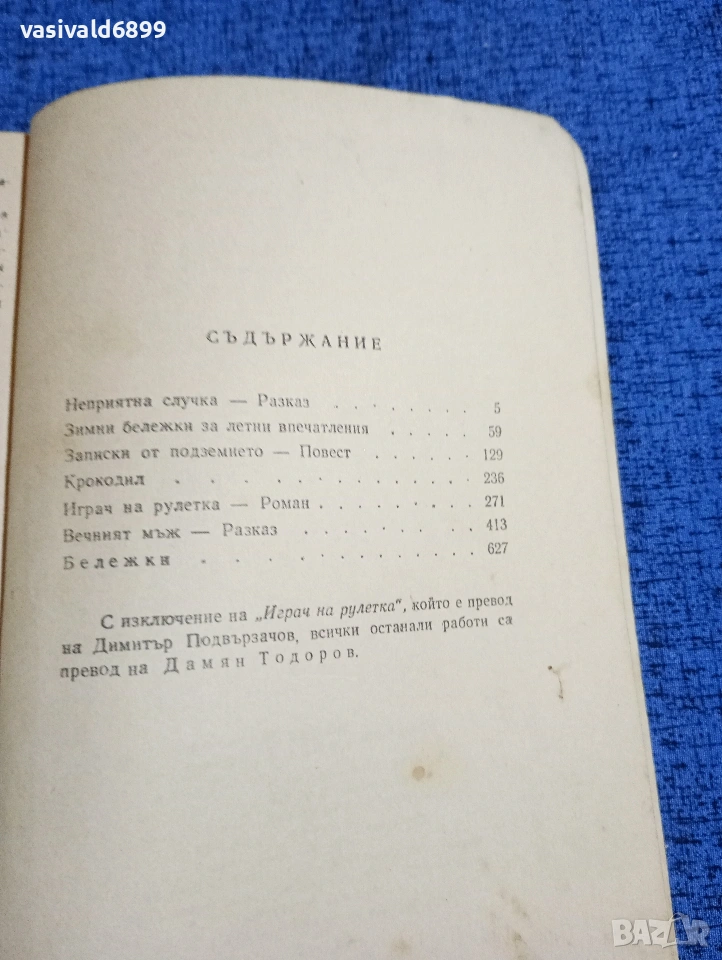 vasivald6899
СЪДЪРЖАНИЕ
Неприятна случка — Разказ . . . . . . . 5
Зимни бележки за летни впечатления . . . . . 59
Записки от подземието — Повест . . . . . 129
Крокодил . . . . . . . . . . . . . 236
Играч на рулетка — Роман . . . . . . . . 271
Вечният мъж — Разказ . . . . . . . 413
Бележки . . . . . . . . . . . . 627
С изключение на „Играч на рулетка“, който е превод
на Димитър Подвързачов, всички останали работи са
превод на Дамян Тодоров.
BAZAR